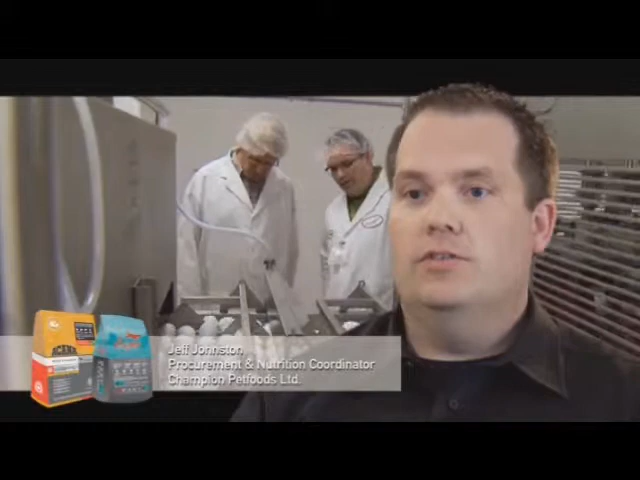 Jeff Johnston
Procurement & Nutrition Coordinator
Champion Petfoods Ltd.